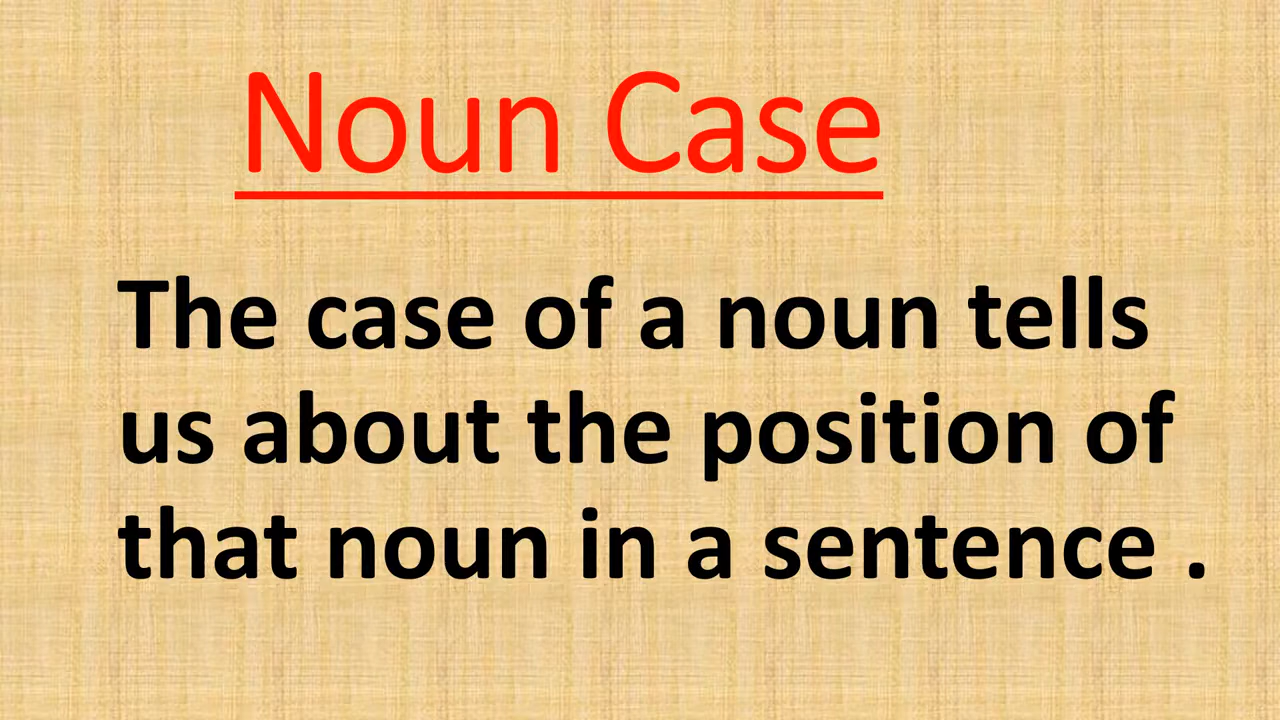 Noun Case
The case of a noun tells
us about the position of
that noun in a sentence .